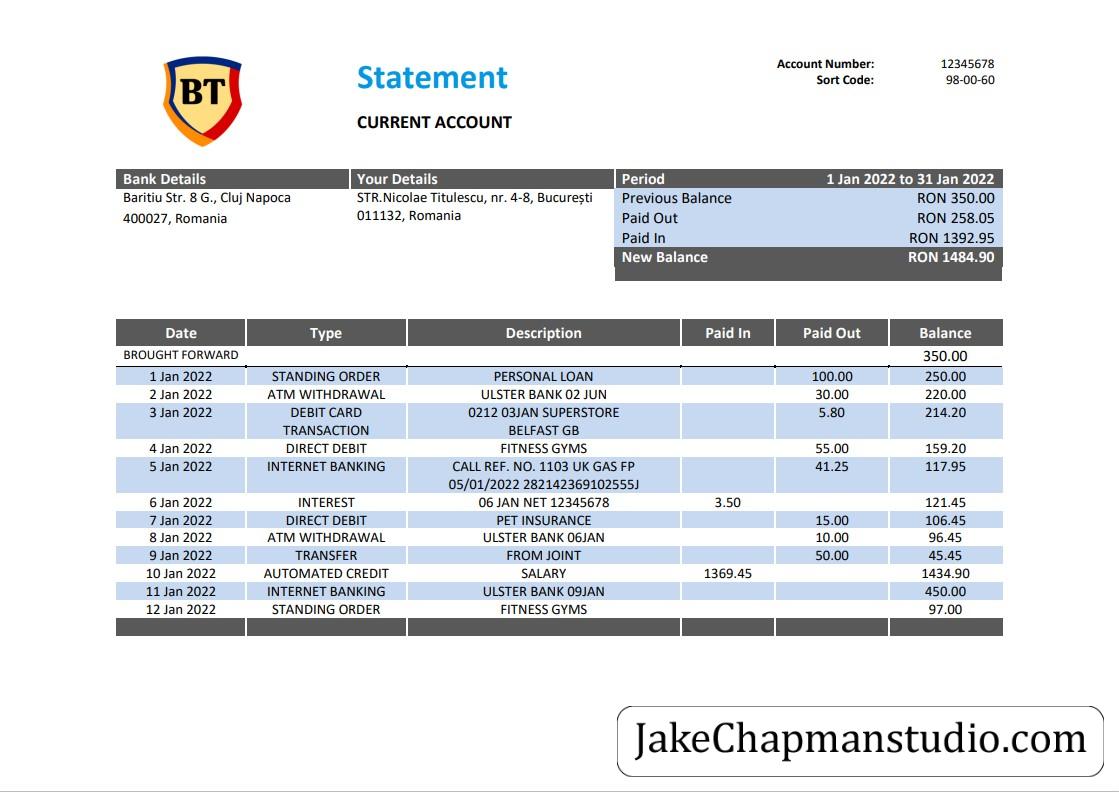 BT
Statement
CURRENT ACCOUNT
Account Number: 12345678
Sort Code: 98-00-60
Bank Details
Baritiu Str. 8 G., Cluj Napoca
400027, Romania
Your Details
STR.Nicolae Titulescu, nr. 4-8, București
011132, Romania
Period 1 Jan 2022 to 31 Jan 2022
Previous Balance RON 350.00
Paid Out RON 258.05
Paid In RON 1392.95
New Balance RON 1484.90
Date Type Description Paid In Paid Out Balance
BROUGHT FORWARD 350.00
1 Jan 2022 STANDING ORDER PERSONAL LOAN 100.00 250.00
2 Jan 2022 ATM WITHDRAWAL ULSTER BANK 02 JUN 30.00 220.00
3 Jan 2022 DEBIT CARD 0212 03JAN SUPERSTORE 5.80 214.20
TRANSACTION BELFAST GB
4 Jan 2022 DIRECT DEBIT FITNESS GYMS 55.00 159.20
5 Jan 2022 INTERNET BANKING CALL REF. NO. 1103 UK GAS FP 41.25 117.95
05/01/2022 282142369102555J
6 Jan 2022 INTEREST 06 JAN NET 12345678 3.50 121.45
7 Jan 2022 DIRECT DEBIT PET INSURANCE 15.00 106.45
8 Jan 2022 ATM WITHDRAWAL ULSTER BANK 06JAN 10.00 96.45
9 Jan 2022 TRANSFER FROM JOINT 50.00 45.45
10 Jan 2022 AUTOMATED CREDIT SALARY 1369.45 1434.90
11 Jan 2022 INTERNET BANKING ULSTER BANK 09JAN 450.00
12 Jan 2022 STANDING ORDER FITNESS GYMS 97.00
JakeChapmanstudio.com